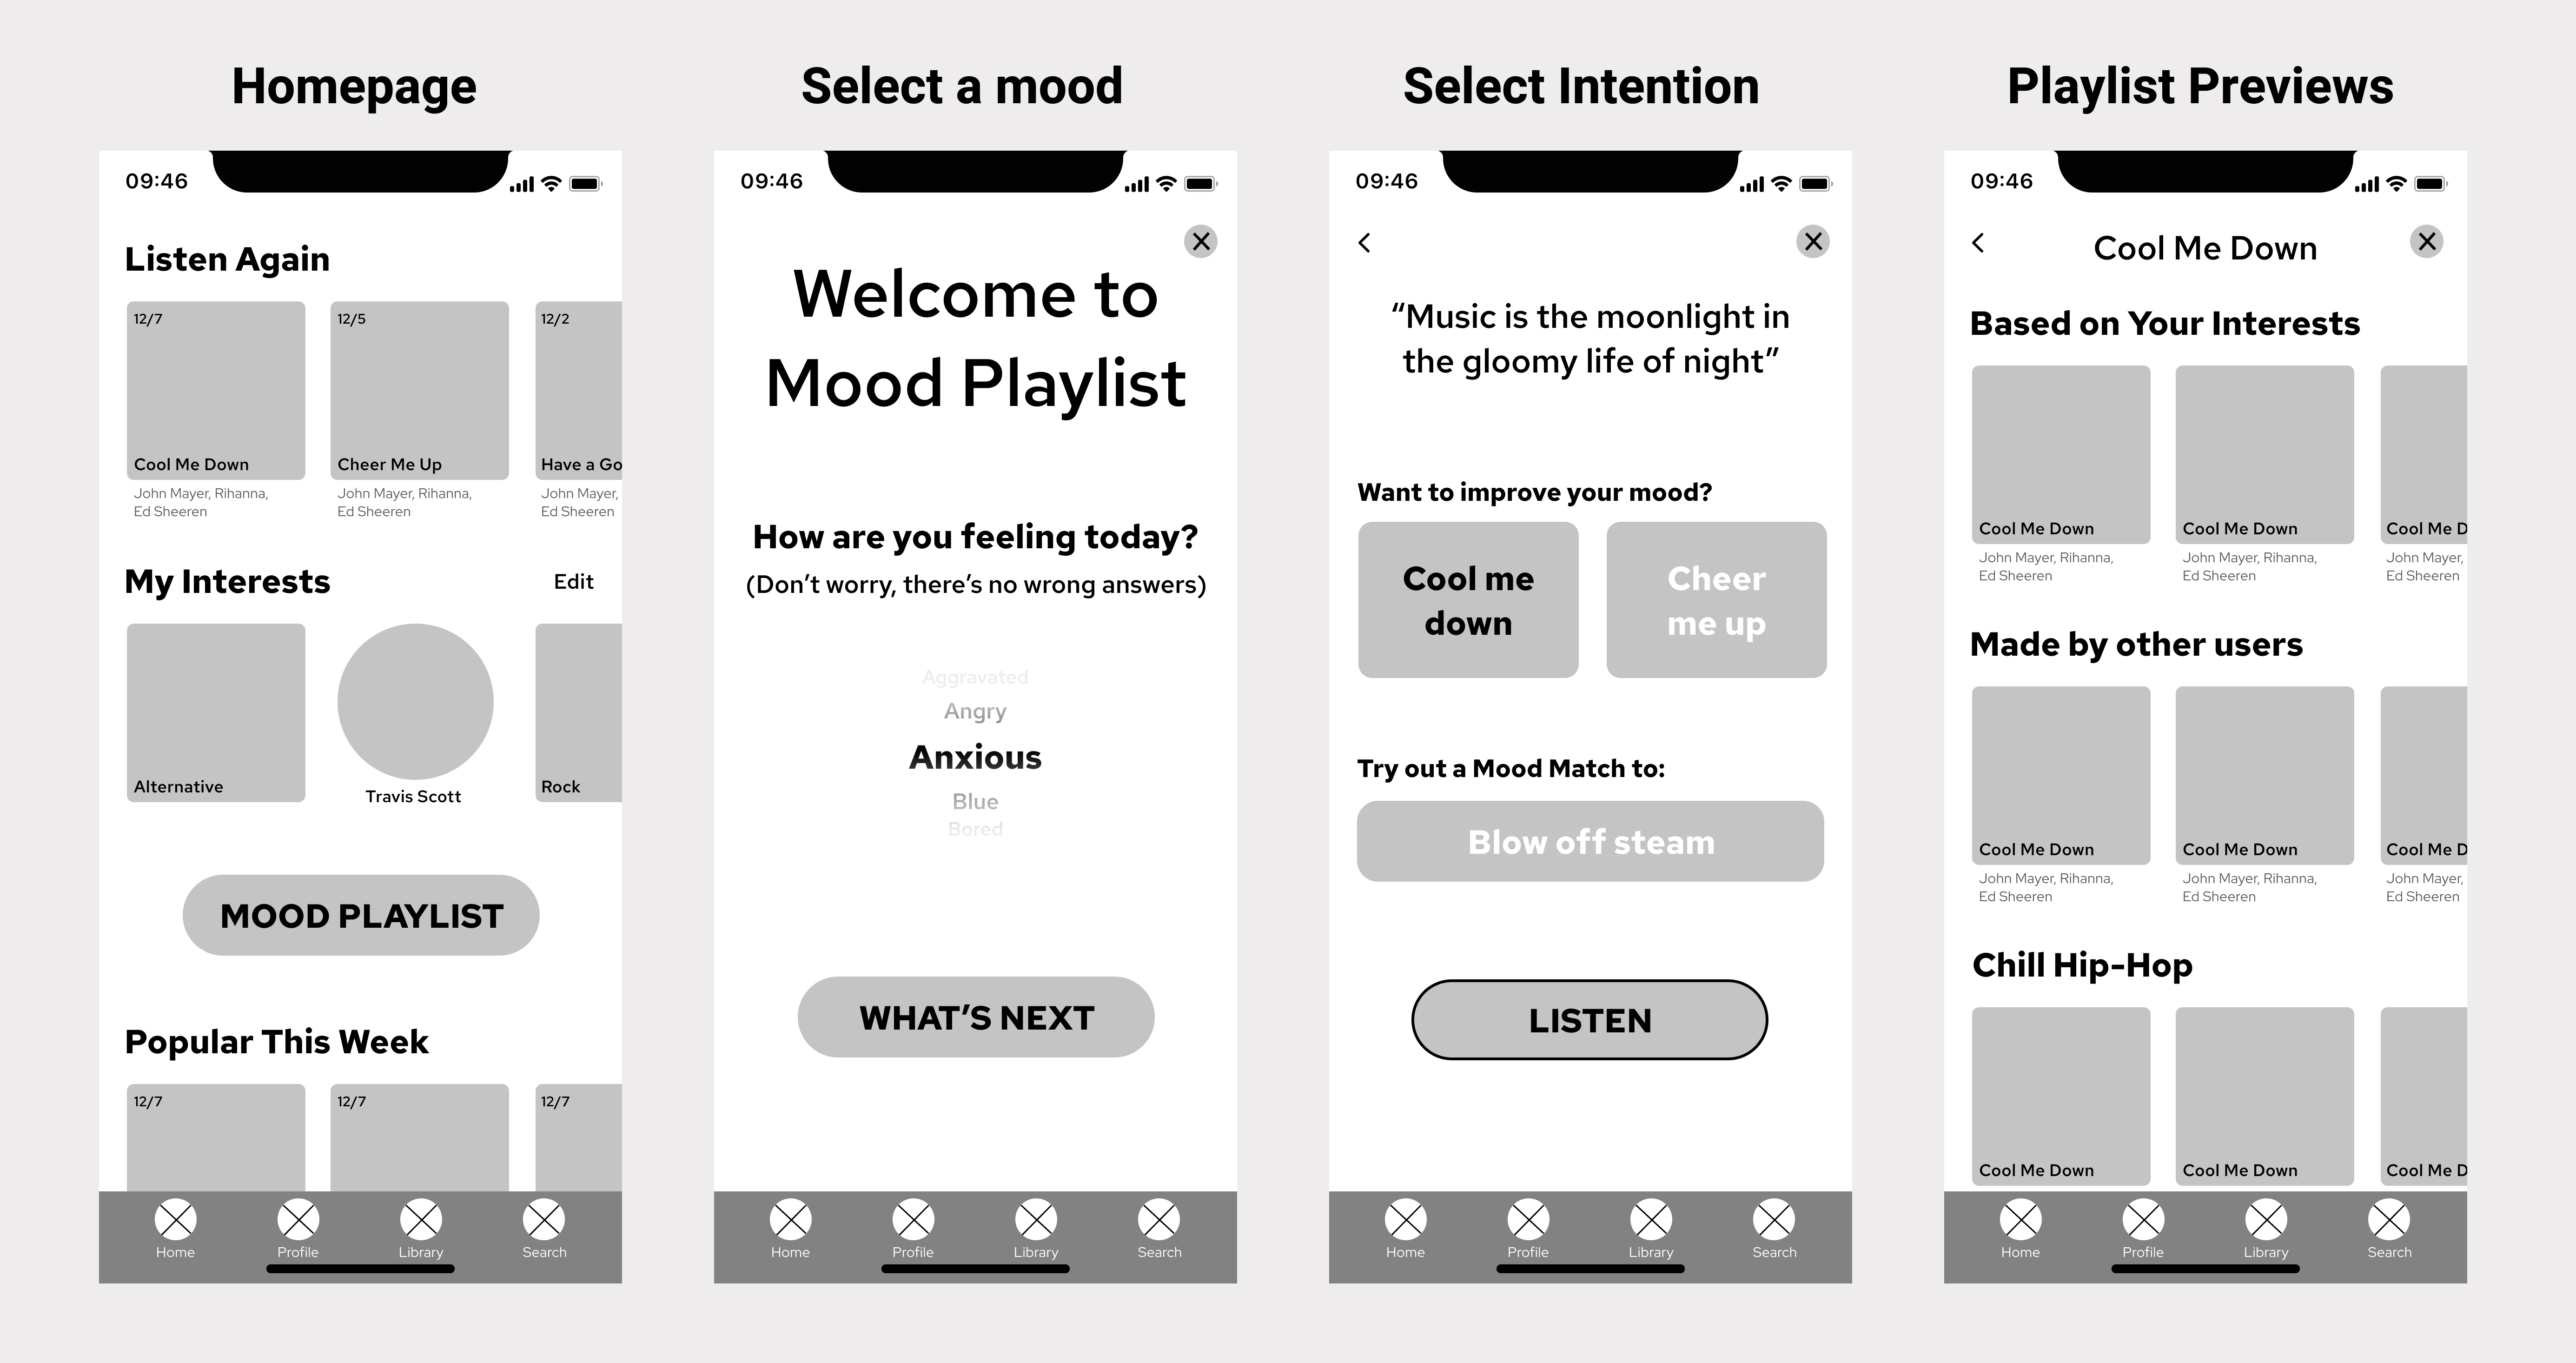 Homepage
09:46
Listen Again
12/7
12/5
12/2
Cool Me Down
Cheer Me Up
Have a Go
John Mayer, Rihanna,
Ed Sheeran
John Mayer, Rihanna,
Ed Sheeran
John Mayer,
Ed Sheeran
My Interests
Edit
Alternative
Travis Scott
Rock
MOOD PLAYLIST
Popular This Week
12/7
12/7
12/7
Home
Profile
Library
Search
Select a mood
09:46
Welcome to
Mood Playlist
How are you feeling today?
(Don’t worry, there’s no wrong answers)
Aggravated
Angry
Anxious
Blue
Bored
WHAT’S NEXT
Home
Profile
Library
Search
Select Intention
09:46
“Music is the moonlight in
the gloomy life of night”
Want to improve your mood?
Cool me
down
Cheer
me up
Try out a Mood Match to:
Blow off steam
LISTEN
Home
Profile
Library
Search
Playlist Previews
09:46
Cool Me Down
Based on Your Interests
Cool Me Down
Cool Me Down
Cool Me D
John Mayer, Rihanna,
Ed Sheeren
John Mayer, Rihanna,
Ed Sheeren
John Mayer,
Ed Sheeren
Made by other users
Cool Me Down
Cool Me Down
Cool Me D
John Mayer, Rihanna,
Ed Sheeren
John Mayer, Rihanna,
Ed Sheeren
John Mayer,
Ed Sheeren
Chill Hip-Hop
Cool Me Down
Cool Me Down
Cool Me D
Home
Profile
Library
Search